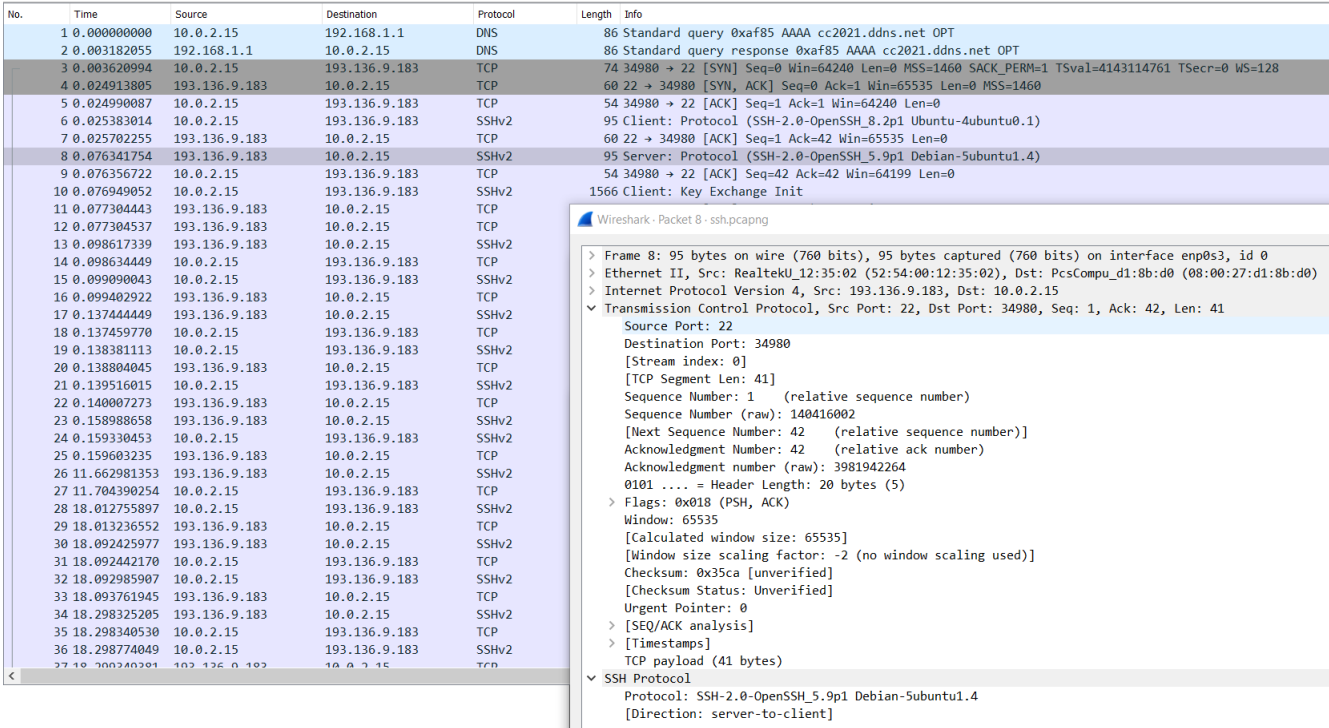 No. Time Source Destination Protocol Length Info
1 0.000000000 10.0.2.15 192.168.1.1 DNS 86 Standard query 0xaf85 AAAA cc2021.ddns.net OPT
2 0.003182055 192.168.1.1 10.0.2.15 DNS 86 Standard query response 0xaf85 AAAA cc2021.ddns.net OPT
3 0.003620994 10.0.2.15 193.136.9.183 TCP 74 34980 → 22 [SYN] Seq=0 Win=64240 Len=0 MSS=1460 SACK_PERM=1 TSval=4143114761 TSecr=0 WS=128
4 0.024913805 193.136.9.183 10.0.2.15 TCP 60 22 → 34980 [SYN, ACK] Seq=0 Ack=1 Win=65535 Len=0 MSS=1460
5 0.024990087 10.0.2.15 193.136.9.183 TCP 54 34980 → 22 [ACK] Seq=1 Ack=1 Win=64240 Len=0
6 0.025383014 10.0.2.15 193.136.9.183 SSHv2 95 Client: Protocol (SSH-2.0-OpenSSH_8.2p1 Ubuntu-4ubuntu0.1)
7 0.025702255 193.136.9.183 10.0.2.15 TCP 60 22 → 34980 [ACK] Seq=1 Ack=42 Win=65535 Len=0
8 0.076341754 193.136.9.183 10.0.2.15 SSHv2 95 Server: Protocol (SSH-2.0-OpenSSH_5.9p1 Debian-5ubuntu1.4)
9 0.076356722 10.0.2.15 193.136.9.183 TCP 54 34980 → 22 [ACK] Seq=42 Ack=42 Win=64199 Len=0
10 0.076949052 10.0.2.15 193.136.9.183 SSHv2 1566 Client: Key Exchange Init
11 0.077304443 193.136.9.183 10.0.2.15 TCP
12 0.077304537 193.136.9.183 10.0.2.15 TCP
13 0.098617339 193.136.9.183 10.0.2.15 SSHv2
14 0.098634449 10.0.2.15 193.136.9.183 TCP
15 0.099090043 10.0.2.15 193.136.9.183 SSHv2
16 0.099402922 193.136.9.183 10.0.2.15 TCP
17 0.137444449 193.136.9.183 10.0.2.15 SSHv2
18 0.137459770 10.0.2.15 193.136.9.183 TCP
19 0.138381113 10.0.2.15 193.136.9.183 SSHv2
20 0.138804045 193.136.9.183 10.0.2.15 TCP
21 0.139516015 10.0.2.15 193.136.9.183 SSHv2
22 0.140007273 193.136.9.183 10.0.2.15 TCP
23 0.158988658 193.136.9.183 10.0.2.15 SSHv2
24 0.159330453 10.0.2.15 193.136.9.183 SSHv2
25 0.159603235 193.136.9.183 10.0.2.15 TCP
26 11.662981353 193.136.9.183 10.0.2.15 SSHv2
27 11.704390254 10.0.2.15 193.136.9.183 TCP
28 18.012755897 10.0.2.15 193.136.9.183 SSHv2
29 18.013236552 193.136.9.183 10.0.2.15 TCP
30 18.092425977 193.136.9.183 10.0.2.15 SSHv2
31 18.092442170 10.0.2.15 193.136.9.183 TCP
32 18.092985907 10.0.2.15 193.136.9.183 SSHv2
33 18.093761945 193.136.9.183 10.0.2.15 TCP
34 18.298325205 193.136.9.183 10.0.2.15 SSHv2
35 18.298340530 10.0.2.15 193.136.9.183 TCP
36 18.298774049 10.0.2.15 193.136.9.183 SSHv2
37 18.299349381 193.136.9.183 10.0.2.15 TCP
Wireshark · Packet 8 · ssh.pcapng
Frame 8: 95 bytes on wire (760 bits), 95 bytes captured (760 bits) on interface enp0s3, id 0
Ethernet II, Src: RealtekU_12:35:02 (52:54:00:12:35:02), Dst: PcsCompu_d1:8b:d0 (08:00:27:d1:8b:d0)
Internet Protocol Version 4, Src: 193.136.9.183, Dst: 10.0.2.15
Transmission Control Protocol, Src Port: 22, Dst Port: 34980, Seq: 1, Ack: 42, Len: 41
Source Port: 22
Destination Port: 34980
[Stream index: 0]
[TCP Segment Len: 41]
Sequence Number: 1 (relative sequence number)
Sequence Number (raw): 140416002
[Next Sequence Number: 42 (relative sequence number)]
Acknowledgment Number: 42 (relative ack number)
Acknowledgment number (raw): 3981942264
0101 .... = Header Length: 20 bytes (5)
Flags: 0x018 (PSH, ACK)
Window: 65535
[Calculated window size: 65535]
[Window size scaling factor: -2 (no window scaling used)]
Checksum: 0x35ca [unverified]
[Checksum Status: Unverified]
Urgent Pointer: 0
[SEQ/ACK analysis]
[Timestamps]
TCP payload (41 bytes)
SSH Protocol
Protocol: SSH-2.0-OpenSSH_5.9p1 Debian-5ubuntu1.4
[Direction: server-to-client]